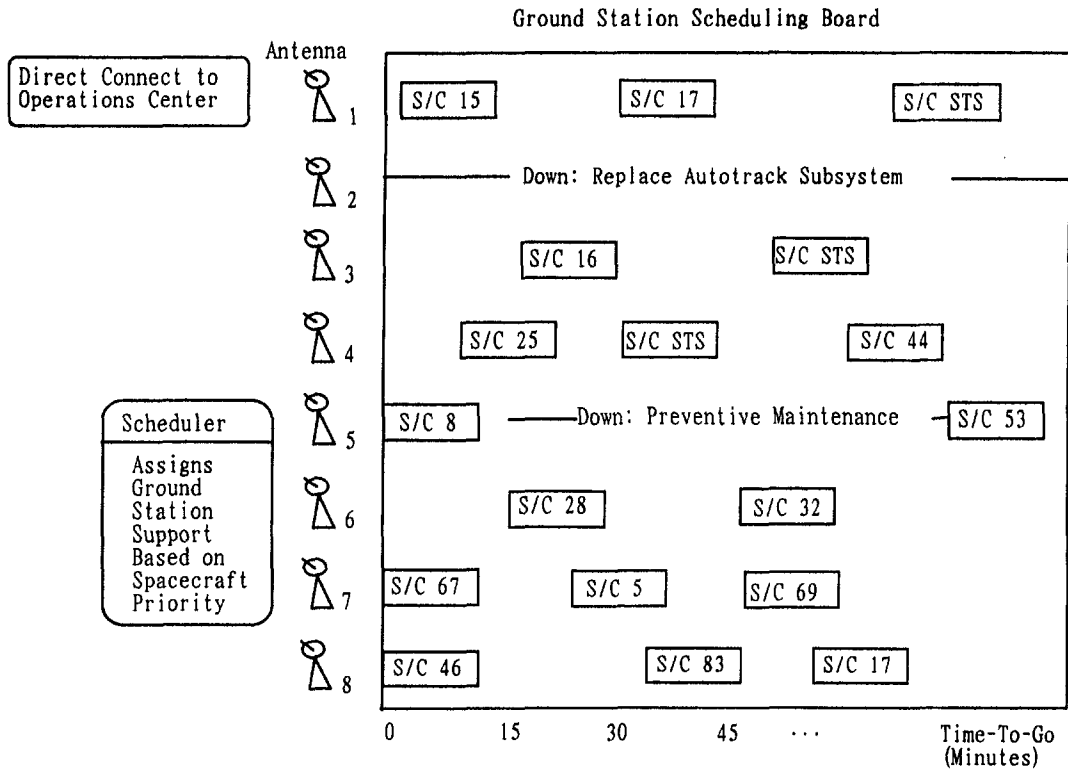 Ground Station Scheduling Board
Antenna
Direct Connect to
Operations Center
1
S/C 15
S/C 17
S/C STS
2
Down: Replace Autotrack Subsystem
3
S/C 16
S/C STS
4
S/C 25
S/C STS
S/C 44
Scheduler
Assigns
Ground
Station
Support
Based on
Spacecraft
Priority
5
S/C 8
Down: Preventive Maintenance
S/C 53
6
S/C 28
S/C 32
7
S/C 67
S/C 5
S/C 69
8
S/C 46
S/C 83
S/C 17
0 15 30 45 ... Time-To-Go
(Minutes)